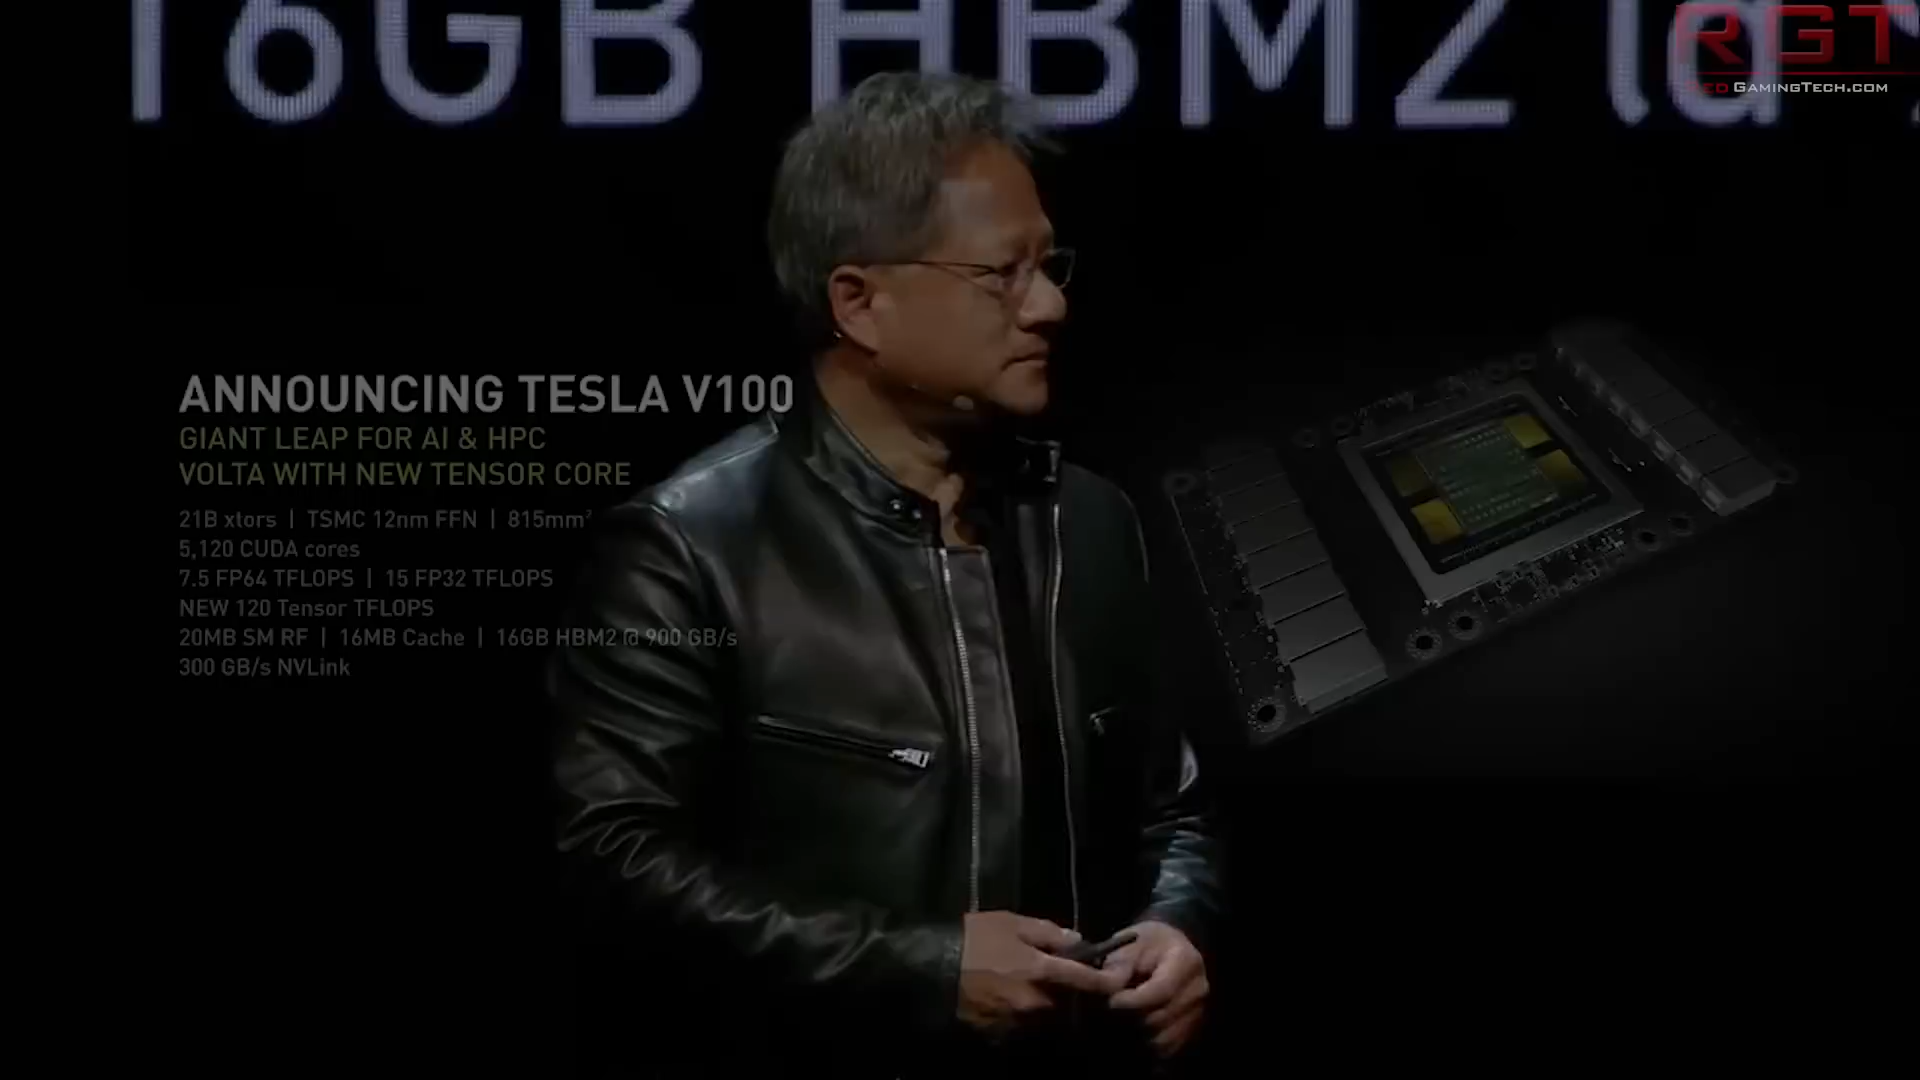 16GB HBM2 @
RGT
RED GAMINGTECH.COM
ANNOUNCING TESLA V100
GIANT LEAP FOR AI & HPC
VOLTA WITH NEW TENSOR CORE
21B xtors | TSMC 12nm FFN | 815mm²
5,120 CUDA cores
7.5 FP64 TFLOPS | 15 FP32 TFLOPS
NEW 120 Tensor TFLOPS
20MB SM RF | 16MB Cache | 16GB HBM2 @ 900 GB/s
300 GB/s NVLink